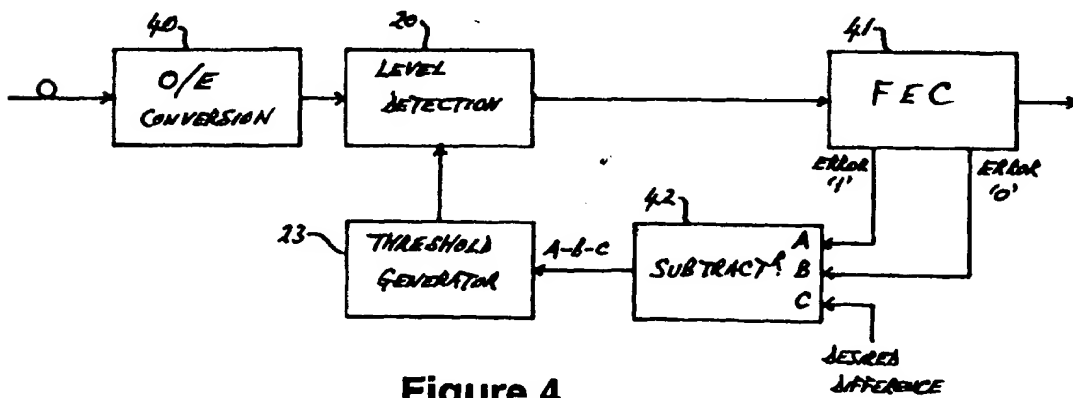 40
O/E
CONVERSION
20
LEVEL
DETECTION
41
FEC
ERROR
'1'
ERROR
'0'
23
THRESHOLD
GENERATOR
A-b-c
42
SUBTRACTR
A
B
C
DESIRED
DIFFERENCE
Figure 4